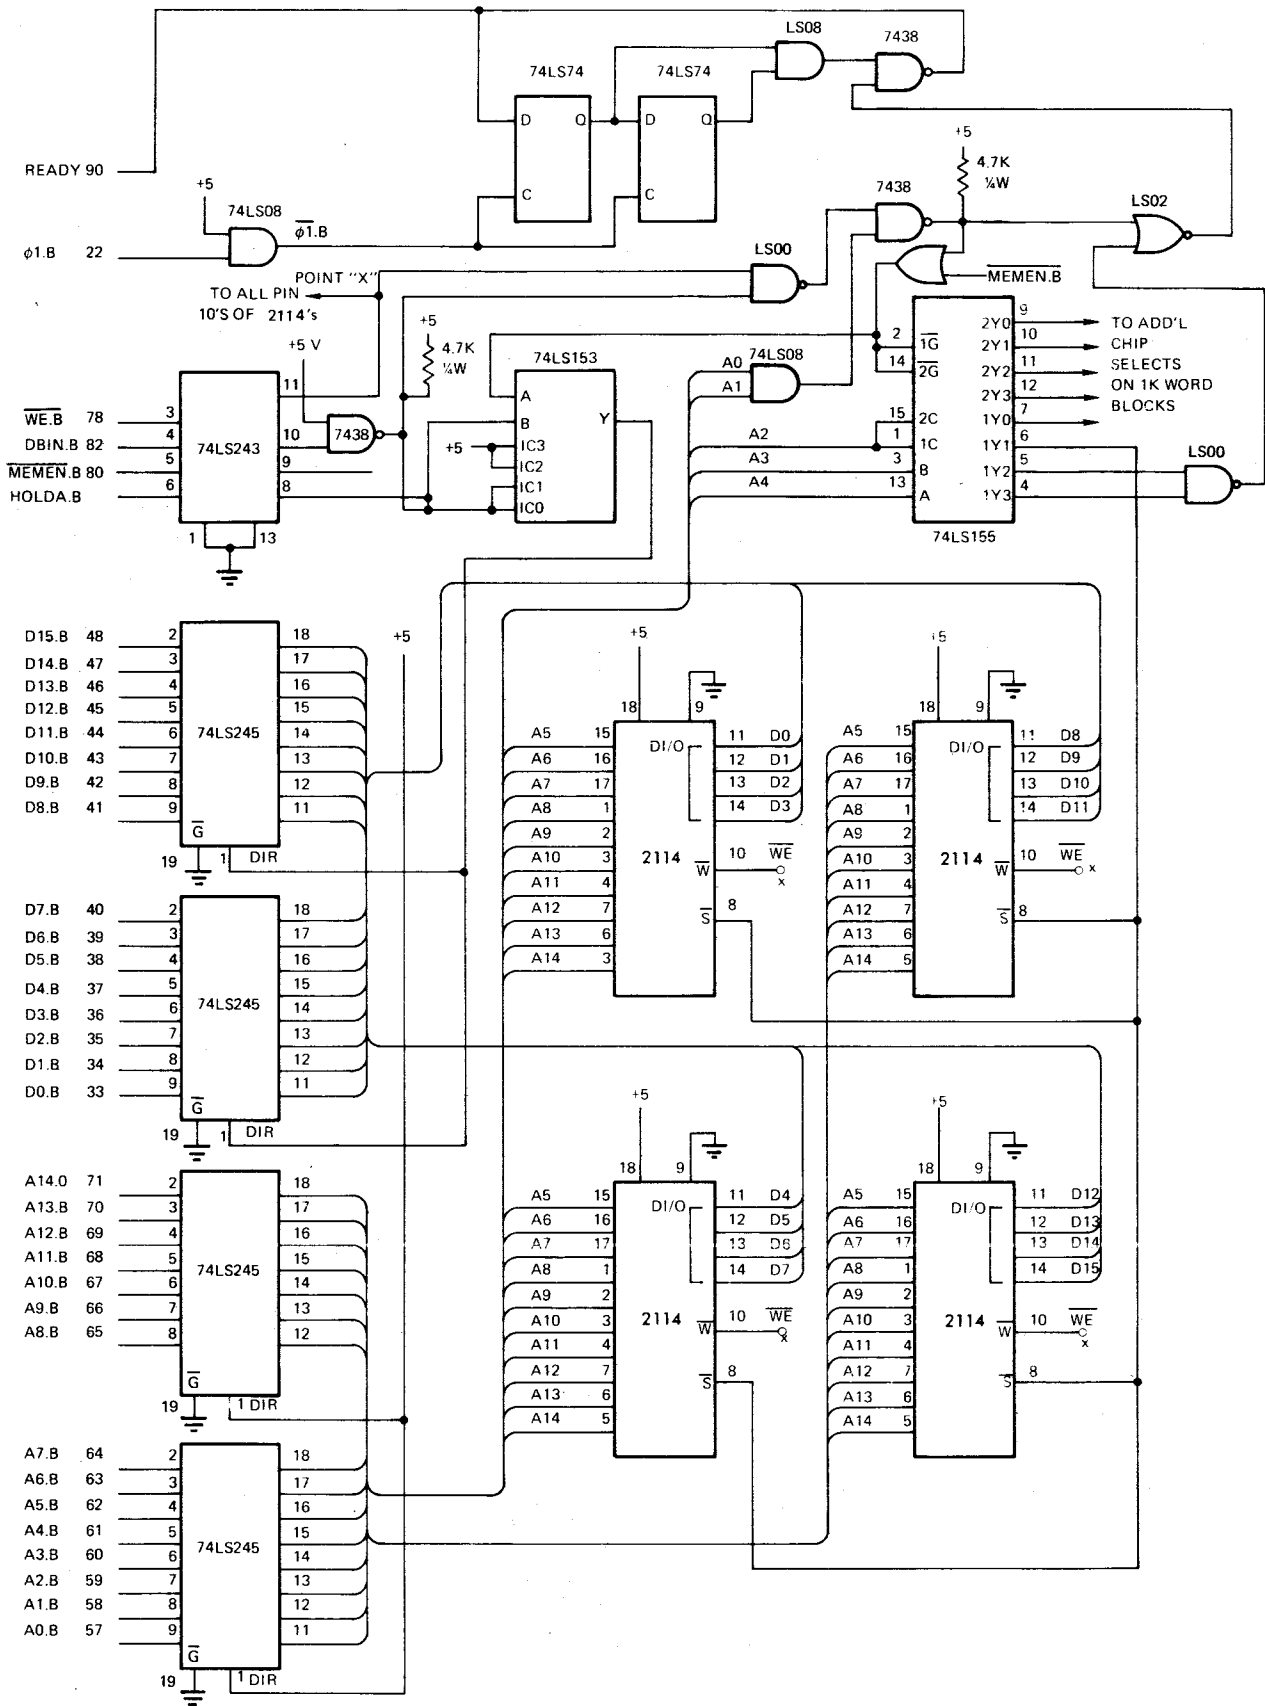 LS08
7438
74LS74
74LS74
D
Q
D
Q
C
C
+5
4.7K
¼W
READY 90
+5
74LS08
φ1.B
φ1.B 22
7438
LS02
LS00
MEMEN.B
POINT "X"
TO ALL PIN
10'S OF 2114's
+5
4.7K
¼W
+5 V
74LS153
A
B
IC3
IC2
IC1
IC0
Y
+5
A0
A1
74LS08
A2
A3
A4
2 1G
14 2G
15 2C
1 1C
3 B
13 A
2Y0 9
2Y1 10
2Y2 11
2Y3 12
1Y0 7
1Y1 6
1Y2 5
1Y3 4
TO ADD'L
CHIP
SELECTS
ON 1K WORD
BLOCKS
74LS155
LS00
WE.B 78 3
DBIN.B 82 4
MEMEN.B 80 5
HOLDA.B 6
74LS243
11
10
9
8
1 13
7438
D15.B 48 2 18
D14.B 47 3 17
D13.B 46 4 16
D12.B 45 5 15
D11.B 44 6 14
D10.B 43 7 13
D9.B 42 8 12
D8.B 41 9 11
74LS245
G
19 1 DIR
+5
D7.B 40 2 18
D6.B 39 3 17
D5.B 38 4 16
D4.B 37 5 15
D3.B 36 6 14
D2.B 35 7 13
D1.B 34 8 12
D0.B 33 9 11
74LS245
G
19 1 DIR
A14.0 71 2 18
A13.B 70 3 17
A12.B 69 4 16
A11.B 68 5 15
A10.B 67 6 14
A9.B 66 7 13
A8.B 65 8 12
74LS245
G
19 1 DIR
A7.B 64 2 18
A6.B 63 3 17
A5.B 62 4 16
A4.B 61 5 15
A3.B 60 6 14
A2.B 59 7 13
A1.B 58 8 12
A0.B 57 9 11
74LS245
G
19 1 DIR
+5
18 9
A5 15
A6 16
A7 17
A8 1
A9 2
A10 3
A11 4
A12 7
A13 6
A14 3
DI/O
2114
W
S
11 D0
12 D1
13 D2
14 D3
10 WE
x
8
+5
18 9
A5 15
A6 16
A7 17
A8 1
A9 2
A10 3
A11 4
A12 7
A13 6
A14 5
DI/O
2114
W
S
11 D8
12 D9
13 D10
14 D11
10 WE
x
8
+5
18 9
A5 15
A6 16
A7 17
A8 1
A9 2
A10 3
A11 4
A12 7
A13 6
A14 5
DI/O
2114
W
S
11 D4
12 D5
13 D6
14 D7
10 WE
x
8
+5
18 9
A5 15
A6 16
A7 17
A8 1
A9 2
A10 3
A11 4
A12 7
A13 6
A14 5
DI/O
2114
W
S
11 D12
12 D13
13 D14
14 D15
10 WE
x
8